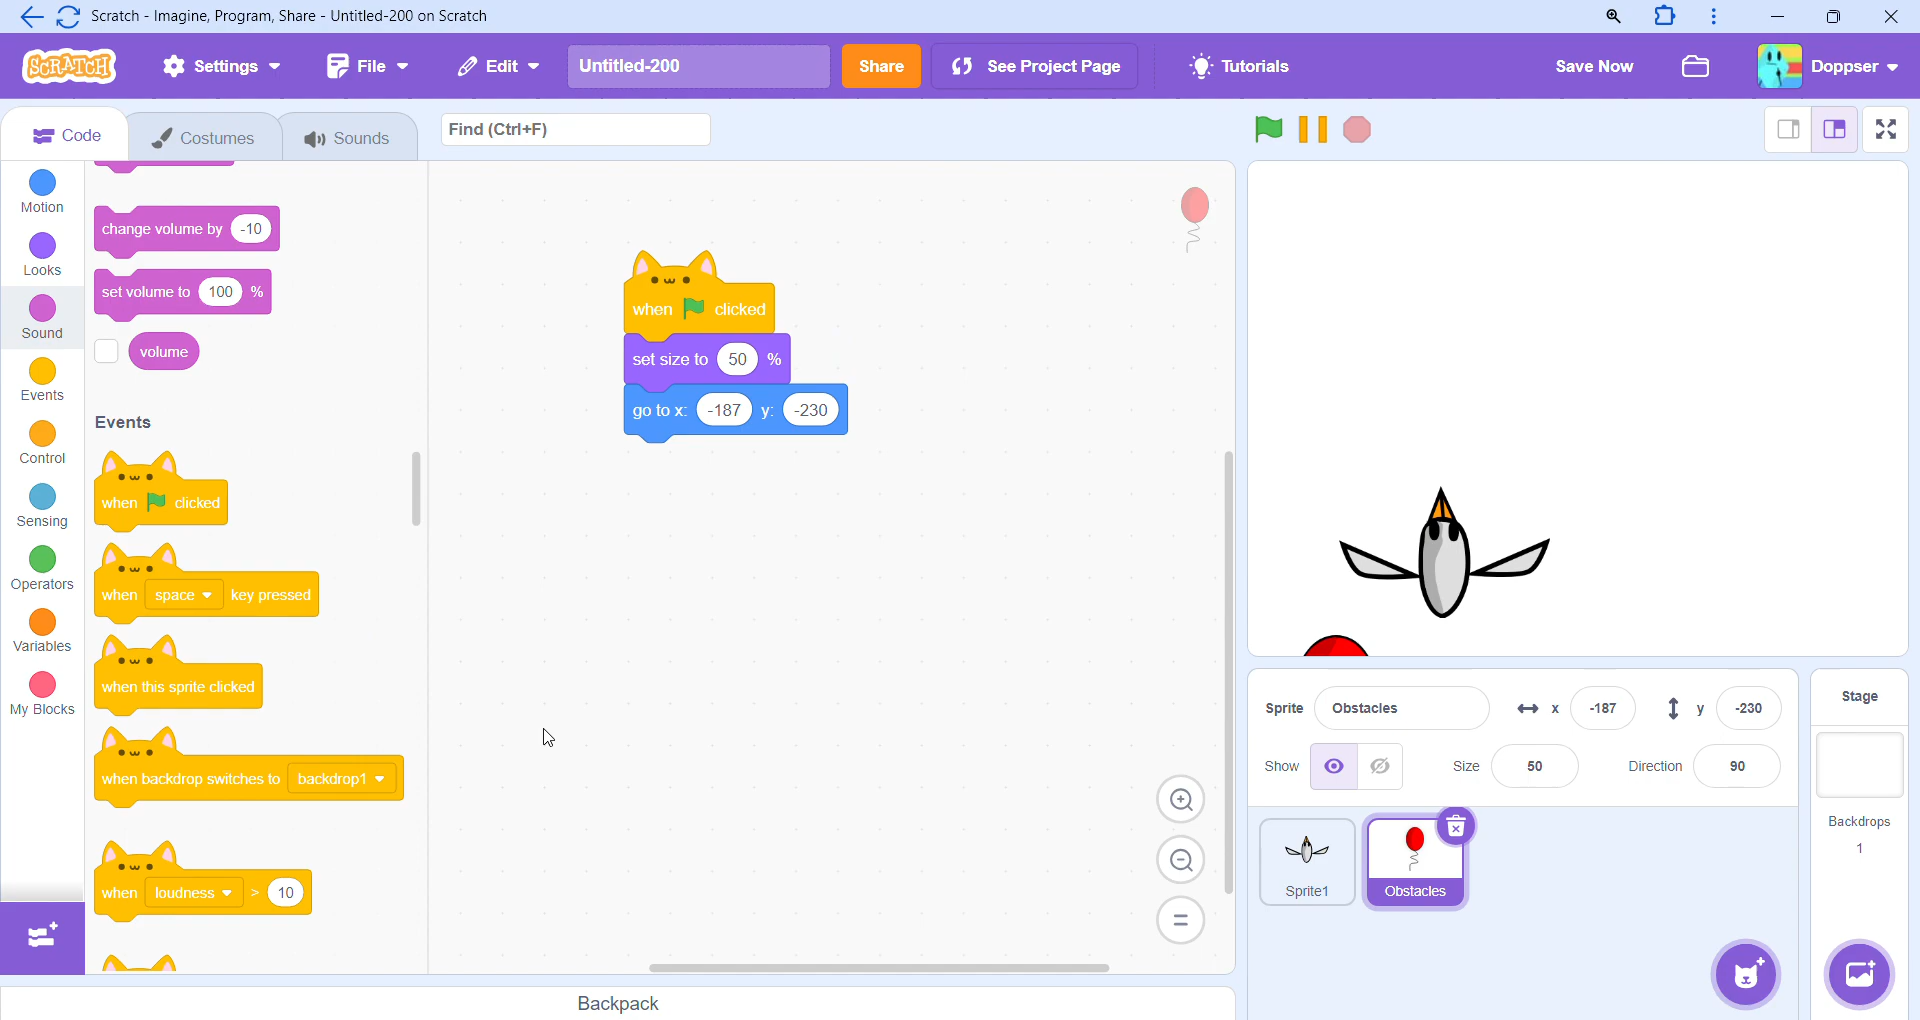 Scratch - Imagine, Program, Share - Untitled-200 on Scratch
SCRATCH Settings File Edit Untitled-200 Share See Project Page Tutorials Save Now Doppser
Code Costumes Sounds Find (Ctrl+F)
Motion
Looks
Sound
Events
Control
Sensing
Operators
Variables
My Blocks
change volume by -10
set volume to 100 %
volume
Events
when clicked
when space key pressed
when this sprite clicked
when backdrop switches to backdrop1
when loudness > 10
when clicked
set size to 50 %
go to x: -187 y: -230
Backpack
Sprite Obstacles x -187 y -230
Show Size 50 Direction 90
Sprite1
Obstacles
Stage
Backdrops
1